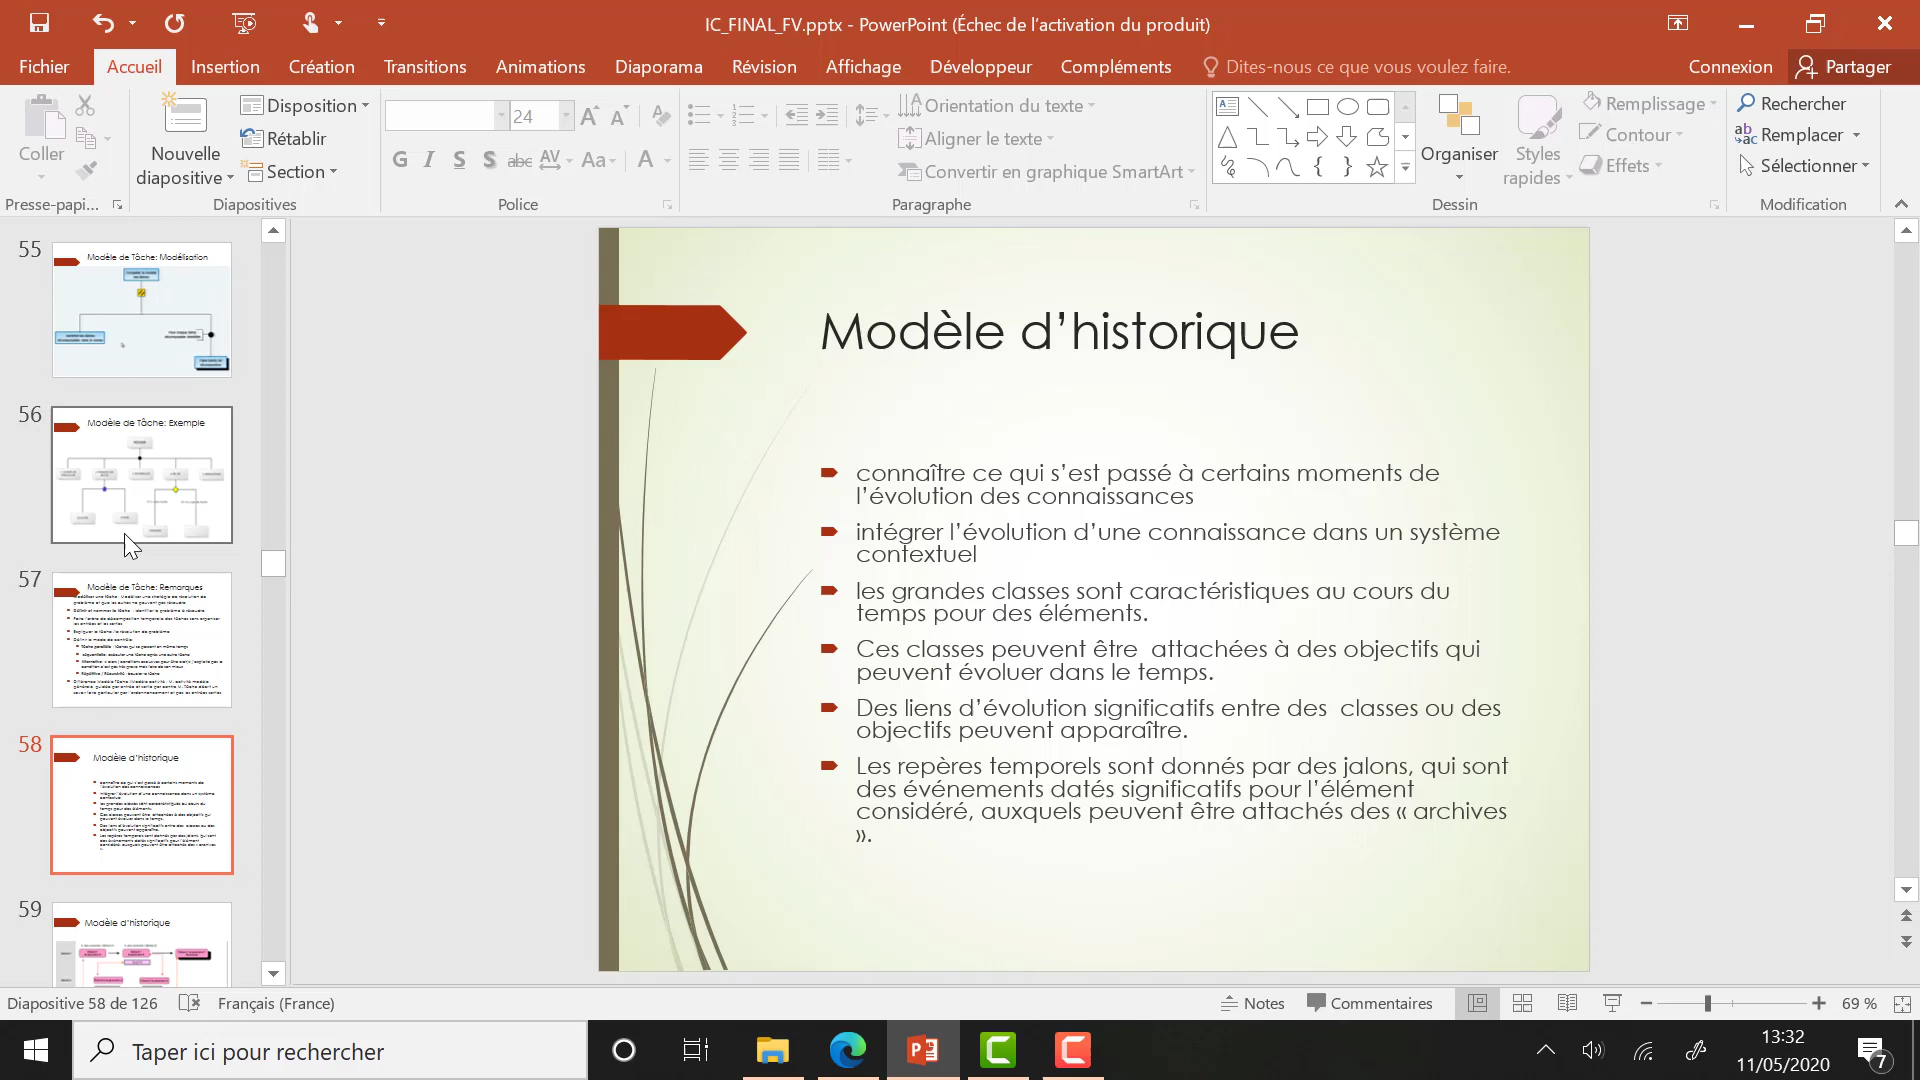 IC_FINAL_FV.pptx - PowerPoint (Échec de l'activation du produit)
Fichier
Accueil
Insertion
Création
Transitions
Animations
Diaporama
Révision
Affichage
Développeur
Compléments
Dites-nous ce que vous voulez faire.
Connexion
Partager
Coller
Nouvelle
diapositive
Disposition
Rétablir
Section
24
G I S S abc AV Aa A
Orientation du texte
Aligner le texte
Convertir en graphique SmartArt
Organiser
Styles
rapides
Remplissage
Contour
Effets
Rechercher
Remplacer
Sélectionner
Presse-papi...
Diapositives
Police
Paragraphe
Dessin
Modification
55
Modèle de Tâche: Modélisation
56
Modèle de Tâche: Exemple
57
Modèle de Tâche: Remarques
58
Modèle d'historique
59
Modèle d'historique
Modèle d’historique
connaître ce qui s’est passé à certains moments de
l’évolution des connaissances
intégrer l’évolution d’une connaissance dans un système
contextuel
les grandes classes sont caractéristiques au cours du
temps pour des éléments.
Ces classes peuvent être  attachées à des objectifs qui
peuvent évoluer dans le temps.
Des liens d’évolution significatifs entre des  classes ou des
objectifs peuvent apparaître.
Les repères temporels sont donnés par des jalons, qui sont
des événements datés significatifs pour l’élément
considéré, auxquels peuvent être attachés des « archives
».
Diapositive 58 de 126
Français (France)
Notes
Commentaires
69 %
Taper ici pour rechercher
13:32
11/05/2020
7